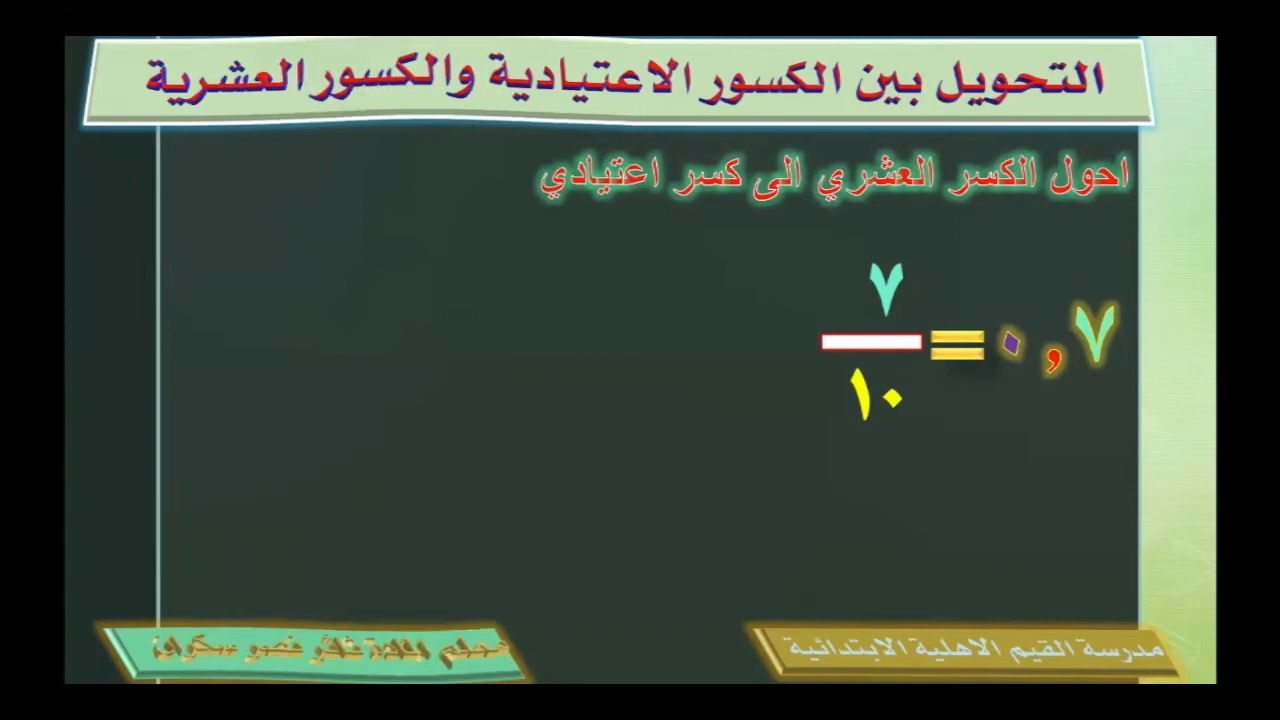 التحويل بين الكسور الاعتيادية والكسور العشرية
احول الكسر العشري الى كسر اعتيادي
٠,٧ = ٧
١٠
مدرسة القيم الاهلية الابتدائية